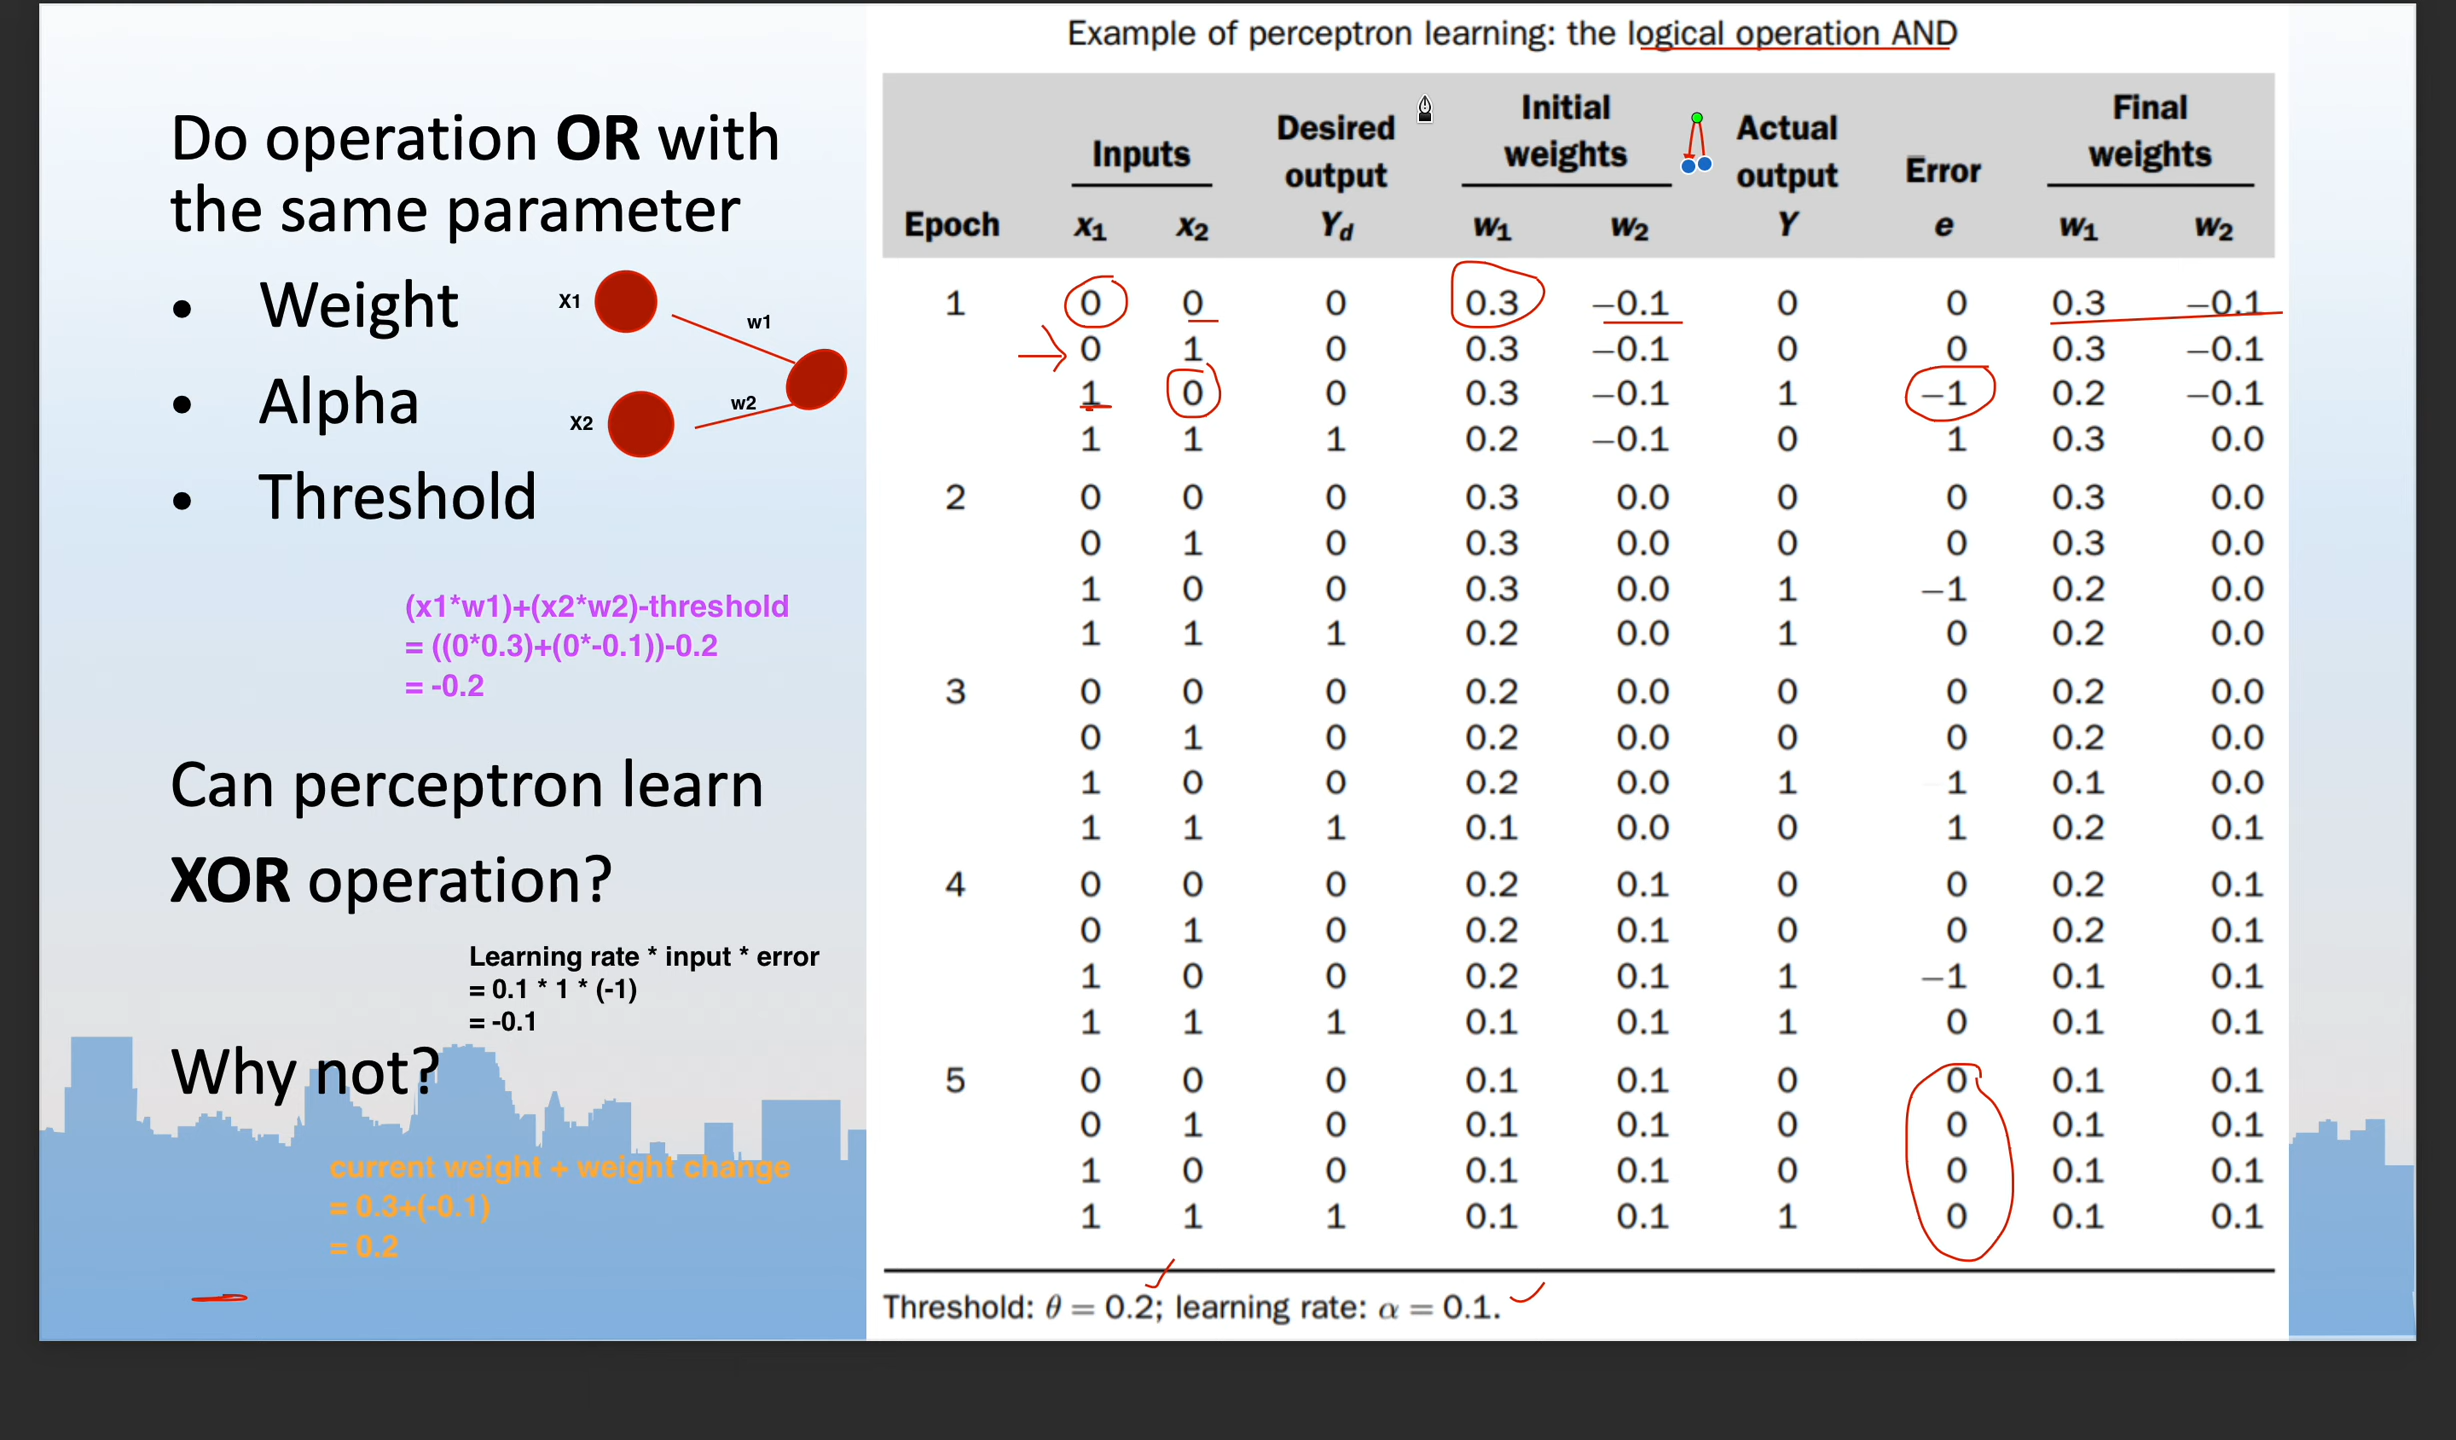 Do operation OR with
the same parameter
• Weight
• Alpha
• Threshold
X1
w1
X2
w2
(x1*w1)+(x2*w2)-threshold
= ((0*0.3)+(0*-0.1))-0.2
= -0.2
Can perceptron learn
XOR operation?
Learning rate * input * error
= 0.1 * 1 * (-1)
= -0.1
Why not?
current weight + weight change
= 0.3+(-0.1)
= 0.2
Example of perceptron learning: the logical operation AND
Inputs Desired output Initial weights Actual output Error Final weights
Epoch x1 x2 Yd w1 w2 Y e w1 w2
1 0 0 0 0.3 −0.1 0 0 0.3 −0.1
0 1 0 0.3 −0.1 0 0 0.3 −0.1
1 0 0 0.3 −0.1 1 −1 0.2 −0.1
1 1 1 0.2 −0.1 0 1 0.3 0.0
2 0 0 0 0.3 0.0 0 0 0.3 0.0
0 1 0 0.3 0.0 0 0 0.3 0.0
1 0 0 0.3 0.0 1 −1 0.2 0.0
1 1 1 0.2 0.0 1 0 0.2 0.0
3 0 0 0 0.2 0.0 0 0 0.2 0.0
0 1 0 0.2 0.0 0 0 0.2 0.0
1 0 0 0.2 0.0 1 1 0.1 0.0
1 1 1 0.1 0.0 0 1 0.2 0.1
4 0 0 0 0.2 0.1 0 0 0.2 0.1
0 1 0 0.2 0.1 0 0 0.2 0.1
1 0 0 0.2 0.1 1 −1 0.1 0.1
1 1 1 0.1 0.1 1 0 0.1 0.1
5 0 0 0 0.1 0.1 0 0 0.1 0.1
0 1 0 0.1 0.1 0 0 0.1 0.1
1 0 0 0.1 0.1 0 0 0.1 0.1
1 1 1 0.1 0.1 1 0 0.1 0.1
Threshold: θ = 0.2; learning rate: α = 0.1.